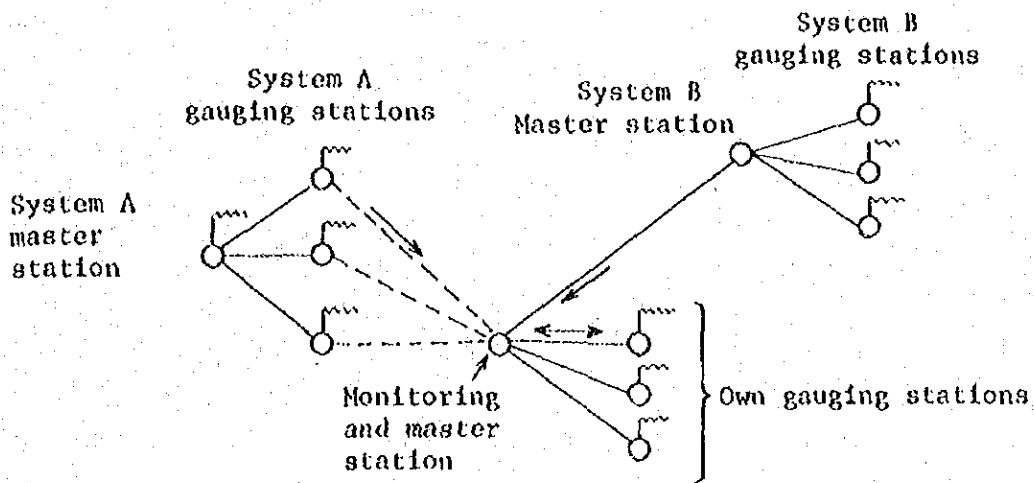 System B
gauging stations
System A
gauging stations
System B
Master station
System A
master
station
Monitoring
and master
station
Own gauging stations